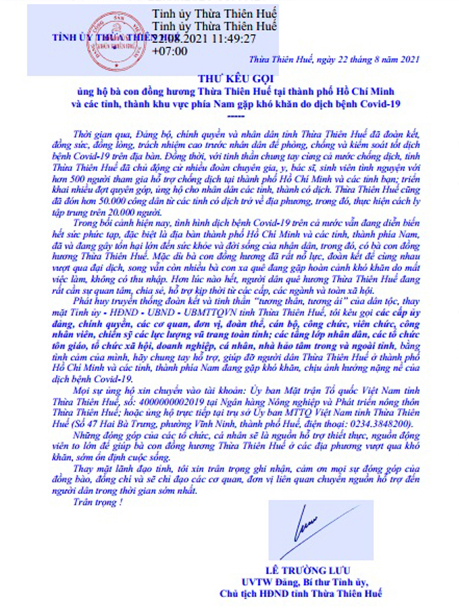 Tỉnh ủy Thừa Thiên Huế
Tỉnh ủy Thừa Thiên Huế
22.08.2021 11:49:27
+07:00
TỈNH ỦY THỪA THIÊN HUẾ
Thừa Thiên Huế, ngày 22 tháng 8 năm 2021
THƯ KÊU GỌI
ủng hộ bà con đồng hương Thừa Thiên Huế tại thành phố Hồ Chí Minh
và các tỉnh, thành khu vực phía Nam gặp khó khăn do dịch bệnh Covid-19
-----
Thời gian qua, Đảng bộ, chính quyền và nhân dân tỉnh Thừa Thiên Huế đã đoàn kết,
đồng sức, đồng lòng, trách nhiệm cao trước nhân dân để phòng, chống và kiểm soát tốt dịch
bệnh Covid-19 trên địa bàn. Đồng thời, với tinh thần chung tay cùng cả nước chống dịch, tỉnh
Thừa Thiên Huế đã chủ động cử nhiều đoàn chuyên gia, y, bác sĩ, sinh viên tình nguyện với
hơn 500 người tham gia hỗ trợ chống dịch tại thành phố Hồ Chí Minh và các tỉnh; triển
khai nhiều đợt quyên góp, ủng hộ cho nhân dân các tỉnh, thành có dịch. Thừa Thiên Huế cũng
đã đón hơn 50.000 công dân từ các tỉnh có dịch trở về địa phương, trong đó, thực hiện cách ly
tập trung trên 20.000 người.
Trong bối cảnh hiện nay, tình hình dịch bệnh Covid-19 trên cả nước vẫn đang diễn biến
hết sức phức tạp, đặc biệt là địa bàn thành phố Hồ Chí Minh và các tỉnh, thành phía Nam,
đã và đang gây tổn hại lớn đến sức khỏe và đời sống của nhân dân, trong đó, có bà con đồng
hương Thừa Thiên Huế. Mặc dù bà con đồng hương đã rất nỗ lực, đoàn kết để cùng nhau
vượt qua đại dịch, song vẫn còn nhiều bà con xa quê đang gặp hoàn cảnh khó khăn do mất
việc làm, không có thu nhập. Hơn lúc nào hết, người dân quê hương Thừa Thiên Huế đang
rất cần sự quan tâm, chia sẻ, hỗ trợ kịp thời từ các cấp, các ngành và toàn xã hội.
Phát huy truyền thống đoàn kết và tinh thần “tương thân, tương ái” của dân tộc, thay
mặt Tỉnh ủy - HĐND - UBND - UBMTTQVN tỉnh Thừa Thiên Huế, tôi kêu gọi các cấp ủy
đảng, chính quyền, các cơ quan, đơn vị, đoàn thể, cán bộ, công chức, viên chức, công
nhân viên, chiến sỹ các lực lượng vũ trang toàn tỉnh; các tầng lớp nhân dân, các tổ chức
tôn giáo, tổ chức xã hội, doanh nghiệp, cá nhân, nhà hảo tâm trong và ngoài tỉnh, bằng
tình cảm của mình, hãy chung tay hỗ trợ, giúp đỡ người dân Thừa Thiên Huế ở thành phố
Hồ Chí Minh và các tỉnh, thành phía Nam đang gặp khó khăn, chịu ảnh hưởng nặng nề của
dịch bệnh Covid-19.
Mọi sự ủng hộ xin chuyển vào tài khoản: Ủy ban Mặt trận Tổ quốc Việt Nam tỉnh
Thừa Thiên Huế, số: 4000000002019 tại Ngân hàng Nông nghiệp và Phát triển nông thôn
Thừa Thiên Huế; hoặc ủng hộ trực tiếp tại trụ sở Ủy ban MTTQ Việt Nam tỉnh Thừa Thiên
Huế (Số 47 Hai Bà Trưng, phường Vĩnh Ninh, thành phố Huế, điện thoại: 0234.3848200).
Những đóng góp của các tổ chức, cá nhân sẽ là nguồn hỗ trợ thiết thực, nguồn động
viên to lớn để giúp bà con đồng hương Thừa Thiên Huế ở các địa phương vượt qua khó
khăn, sớm ổn định cuộc sống.
Thay mặt lãnh đạo tỉnh, tôi xin trân trọng ghi nhận, cảm ơn mọi sự đóng góp của
đồng bào, đồng chí và sẽ chỉ đạo các cơ quan, đơn vị liên quan chuyển nguồn hỗ trợ đến
người dân trong thời gian sớm nhất.
Trân trọng !
LÊ TRƯỜNG LƯU
UVTW Đảng, Bí thư Tỉnh ủy,
Chủ tịch HĐND tỉnh Thừa Thiên Huế